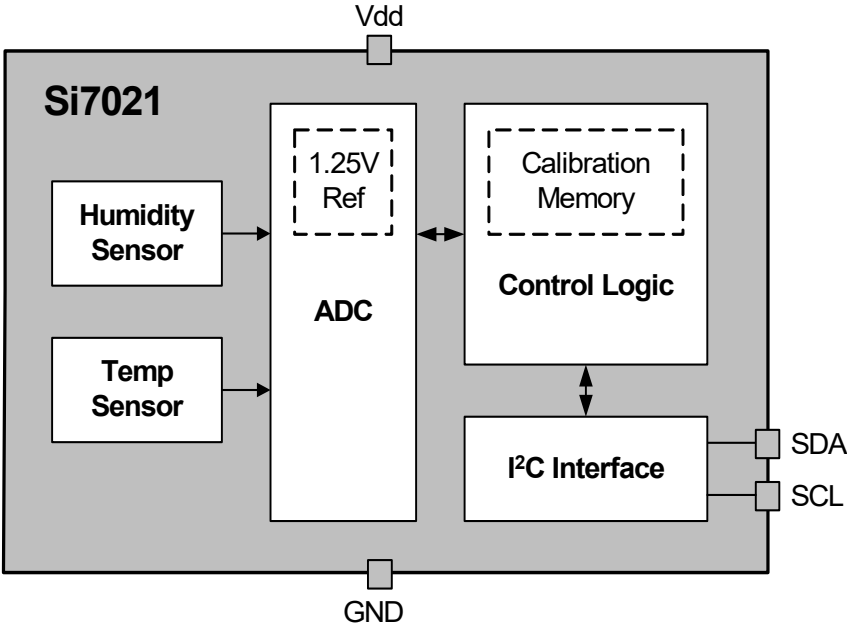 Vdd
Si7021
1.25V
Ref
Calibration
Memory
Humidity
Sensor
Control Logic
ADC
Temp
Sensor
I²C Interface
SDA
SCL
GND